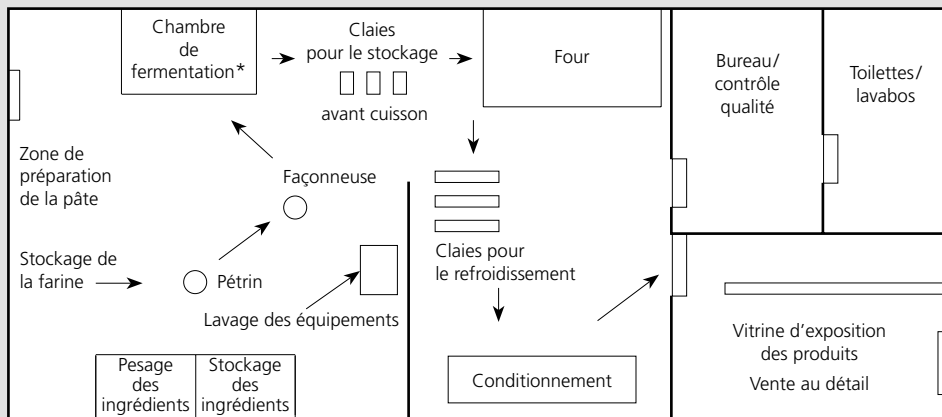 Chambre
de
fermentation*
Claies
pour le stockage
avant cuisson
Four
Bureau/
contrôle
qualité
Toilettes/
lavabos
Zone de
préparation
de la pâte
Façonneuse
Stockage de
la farine
Pétrin
Lavage des équipements
Claies pour
le refroidissement
Pesage
des
ingrédients
Stockage
des
ingrédients
Conditionnement
Vitrine d’exposition
des produits
Vente au détail